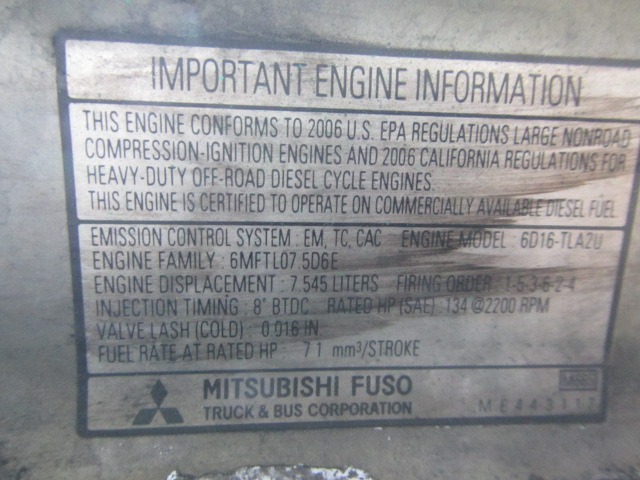 IMPORTANT ENGINE INFORMATION
THIS ENGINE CONFORMS TO 2006 U.S. EPA REGULATIONS LARGE NONROAD
COMPRESSION-IGNITION ENGINES AND 2006 CALIFORNIA REGULATIONS FOR
HEAVY-DUTY OFF-ROAD DIESEL CYCLE ENGINES.
THIS ENGINE IS CERTIFIED TO OPERATE ON COMMERCIALLY AVAILABLE DIESEL FUEL.
EMISSION CONTROL SYSTEM : EM, TC, CAC ENGINE MODEL : 6D16-TLA2U
ENGINE FAMILY : 6MFTL07.5D6E
ENGINE DISPLACEMENT : 7.545 LITERS FIRING ORDER : 1-5-3-6-2-4
INJECTION TIMING : 8° BTDC RATED HP (SAE) : 134 @2200 RPM
VALVE LASH (COLD) : 0.016 IN
FUEL RATE AT RATED HP 71 mm³/STROKE
MITSUBISHI FUSO
TRUCK & BUS CORPORATION